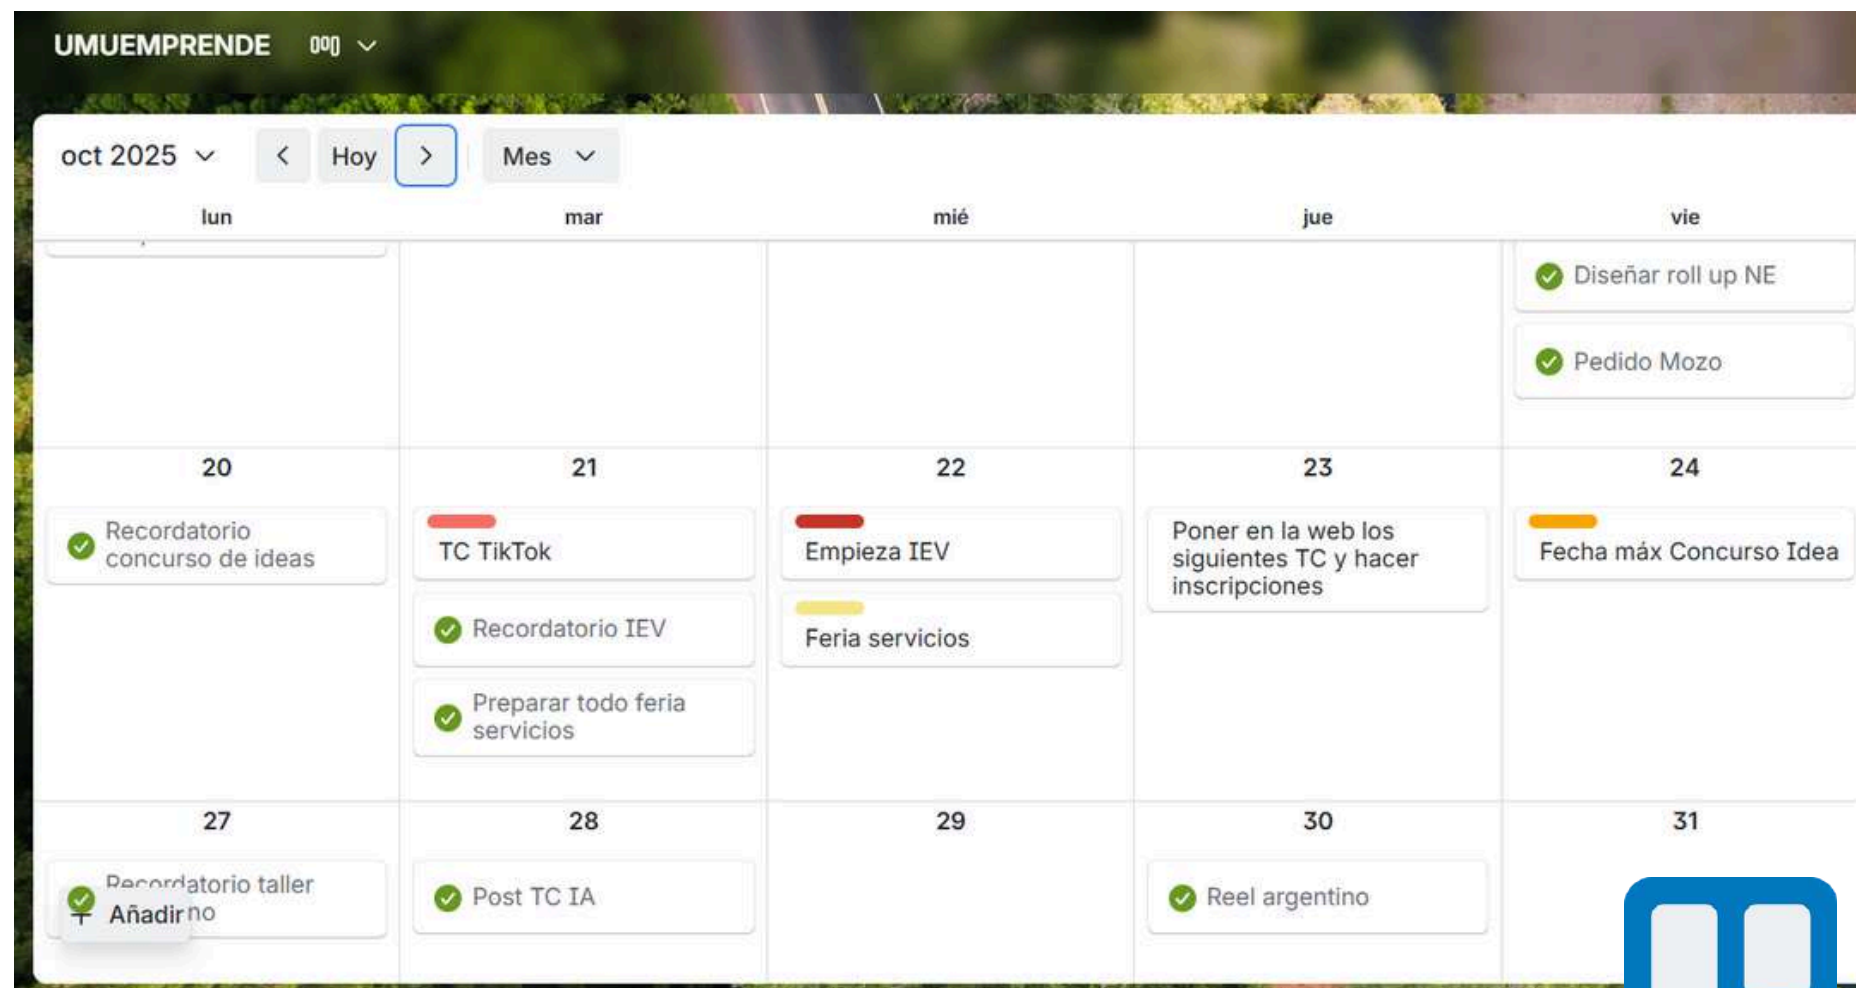 UMUEMPRENDE
oct 2025
Hoy
Mes
lun
mar
mié
jue
vie
Diseñar roll up NE
Pedido Mozo
20
21
22
23
24
Recordatorio
concurso de ideas
TC TikTok
Recordatorio IEV
Preparar todo feria
servicios
Empieza IEV
Feria servicios
Poner en la web los
siguientes TC y hacer
inscripciones
Fecha máx Concurso Idea
27
28
29
30
31
Recordatorio taller
no
+ Añadir
Post TC IA
Reel argentino